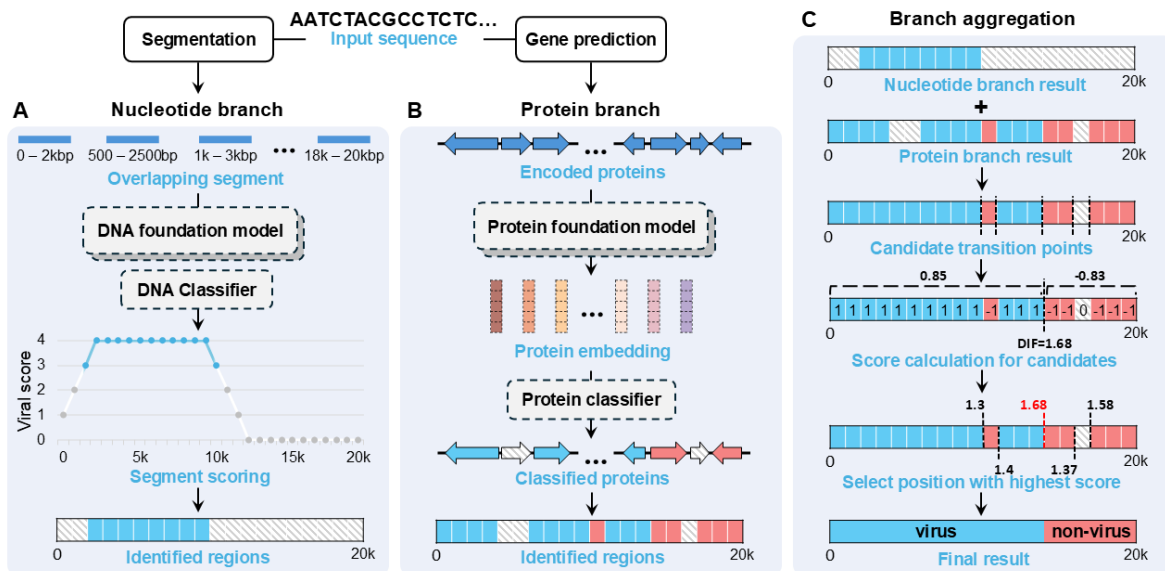 AATCTACGCCTCTC...
Segmentation
Input sequence
Gene prediction
A
Nucleotide branch
0 – 2kbp
500 – 2500bp
1k – 3kbp
...
18k – 20kbp
Overlapping segment
DNA foundation model
DNA Classifier
Viral score
4
3
2
1
0
0
5k
10k
15k
20k
Segment scoring
0
20k
Identified regions
B
Protein branch
...
Encoded proteins
Protein foundation model
...
Protein embedding
Protein classifier
...
Classified proteins
0
20k
Identified regions
C
Branch aggregation
0
20k
Nucleotide branch result
+
0
20k
Protein branch result
0
20k
Candidate transition points
0.85
-0.83
1 1 1 1 1 1 1 1 1 1 -1 1 1 1 -1 -1 0 -1 -1 -1
0
20k
DIF=1.68
Score calculation for candidates
1.3
1.68
1.58
0
1.4
1.37
20k
Select position with highest score
virus
non-virus
0
20k
Final result